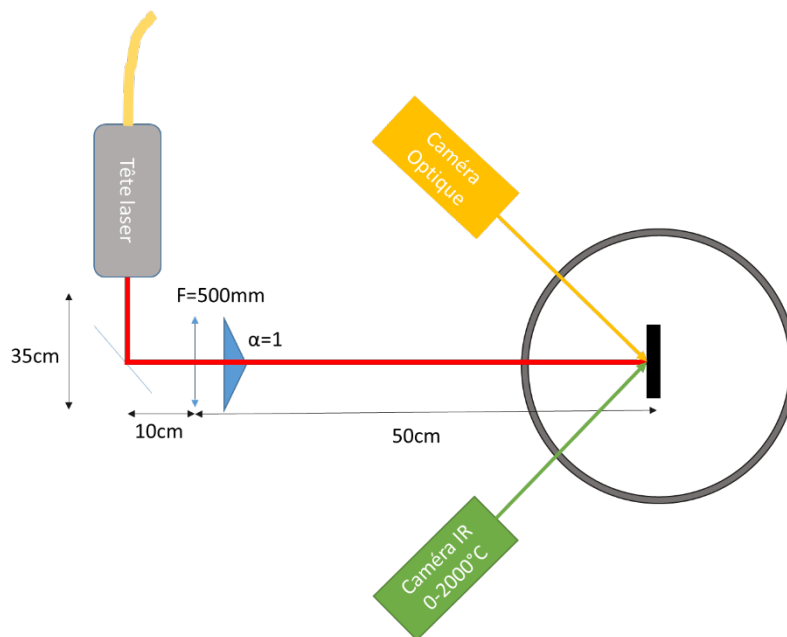 Tête laser
Caméra
Optique
F=500mm
α=1
35cm
10cm
50cm
Caméra IR
0-2000°C